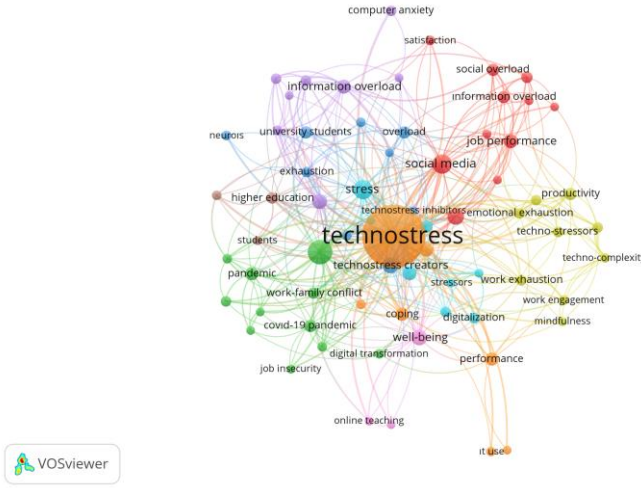 computer anxiety
satisfaction
social overload
information overload
information overload
university students
overload
neurois
job performance
exhaustion
social media
stress
higher education
productivity
technostress inhibitors
emotional exhaustion
techno-stressors
technostress
students
techno-complexit
technostress creators
pandemic
stressors
work exhaustion
work-family conflict
work engagement
coping
digitalization
mindfulness
covid-19 pandemic
well-being
digital transformation
performance
job insecurity
online teaching
it use
VOSviewer